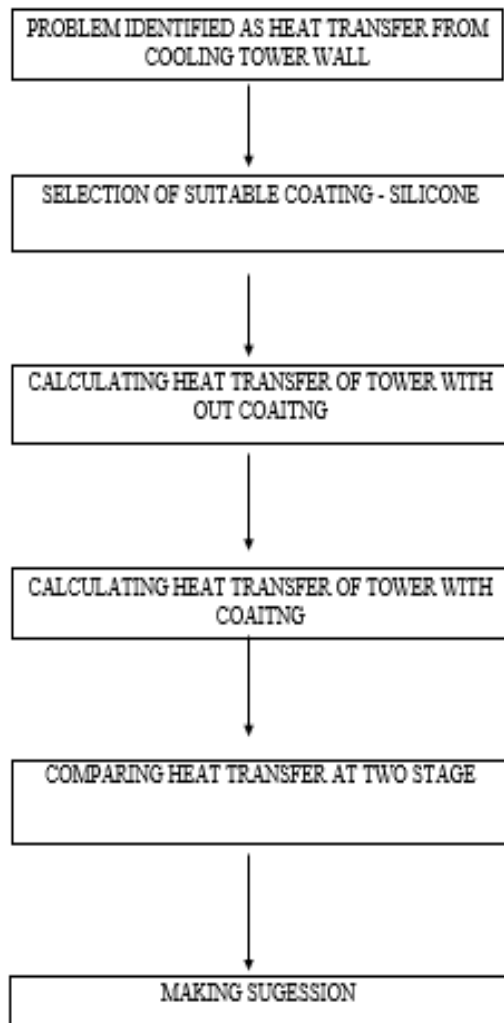 PROBLEM IDENTIFIED AS HEAT TRANSFER FROM
COOLING TOWER WALL
SELECTION OF SUITABLE COATING - SILICONE
CALCULATING HEAT TRANSFER OF TOWER WITH
OUT COAITNG
CALCULATING HEAT TRANSFER OF TOWER WITH
COAITNG
COMPARING HEAT TRANSFER AT TWO STAGE
MAKING SUGESSION